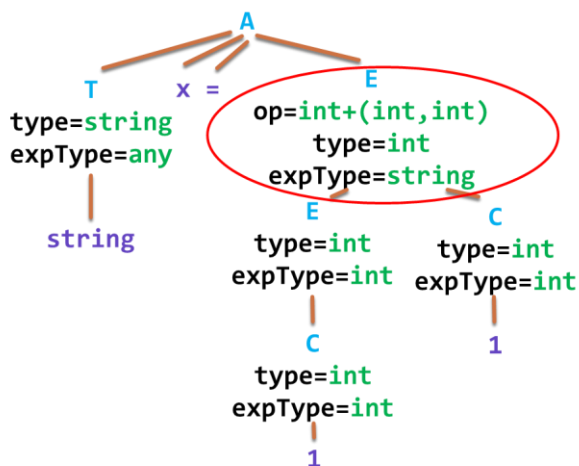 A
T x = E
type=string
expType=any
op=int+(int,int)
type=int
expType=string
string
E
type=int
expType=int
C
type=int
expType=int
C
type=int
expType=int
1
1